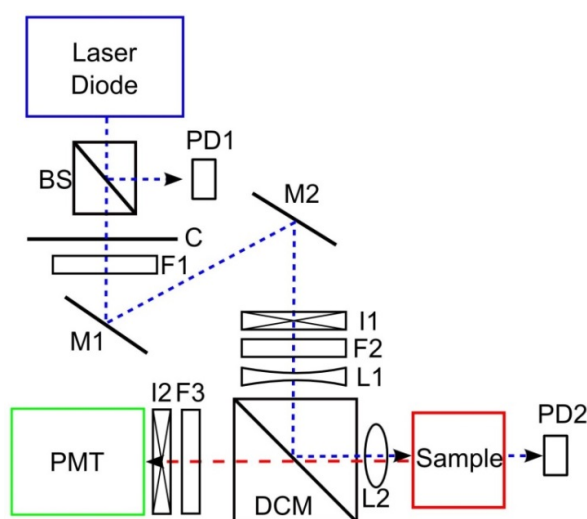 Laser
Diode
PD1
BS
M2
C
F1
M1
I1
F2
L1
I2 F3
PD2
PMT
Sample
L2
DCM